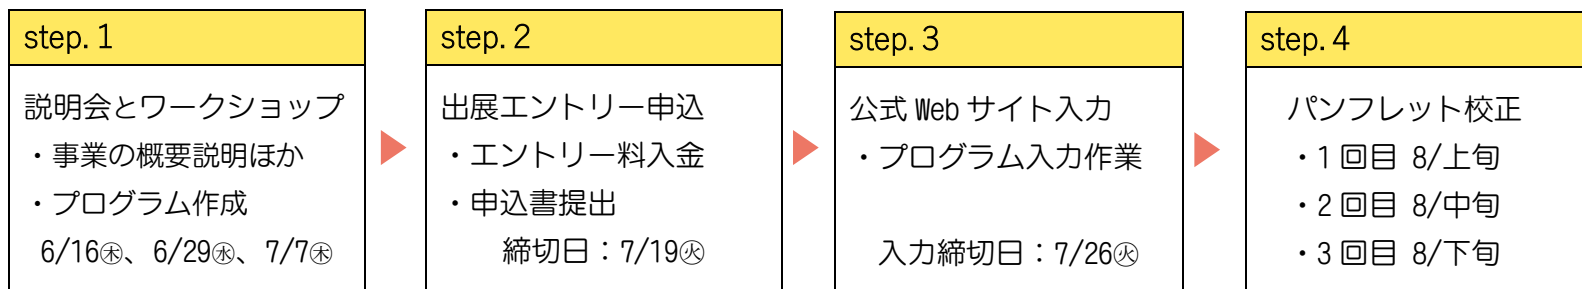 step. 1
説明会とワークショップ
・事業の概要説明ほか
・プログラム作成
6/16㊍、6/29㊌、7/7㊍
step. 2
出展エントリー申込
・エントリー料入金
・申込書提出
締切日：7/19㊋
step. 3
公式 Web サイト入力
・プログラム入力作業
入力締切日：7/26㊋
step. 4
パンフレット校正
・1 回目 8/上旬
・2 回目 8/中旬
・3 回目 8/下旬